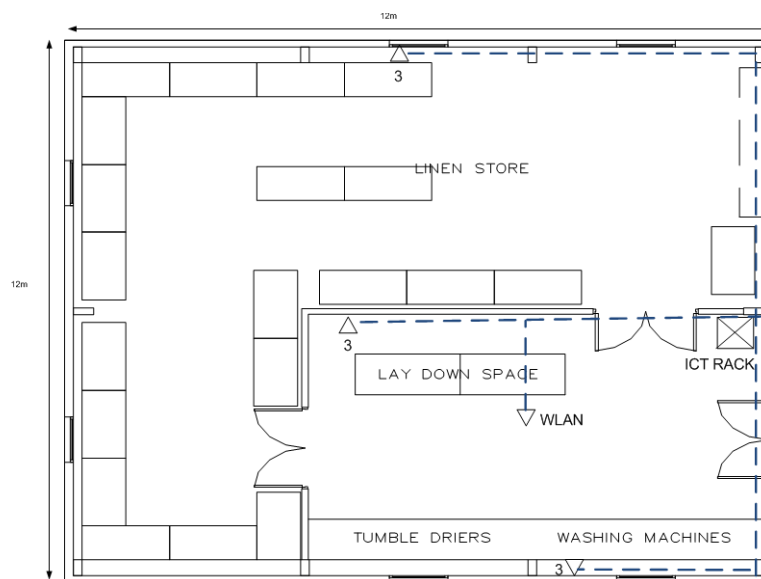 12m
3
LINEN STORE
12m
3
ICT RACK
LAY DOWN SPACE
WLAN
TUMBLE DRIERS
WASHING MACHINES
3